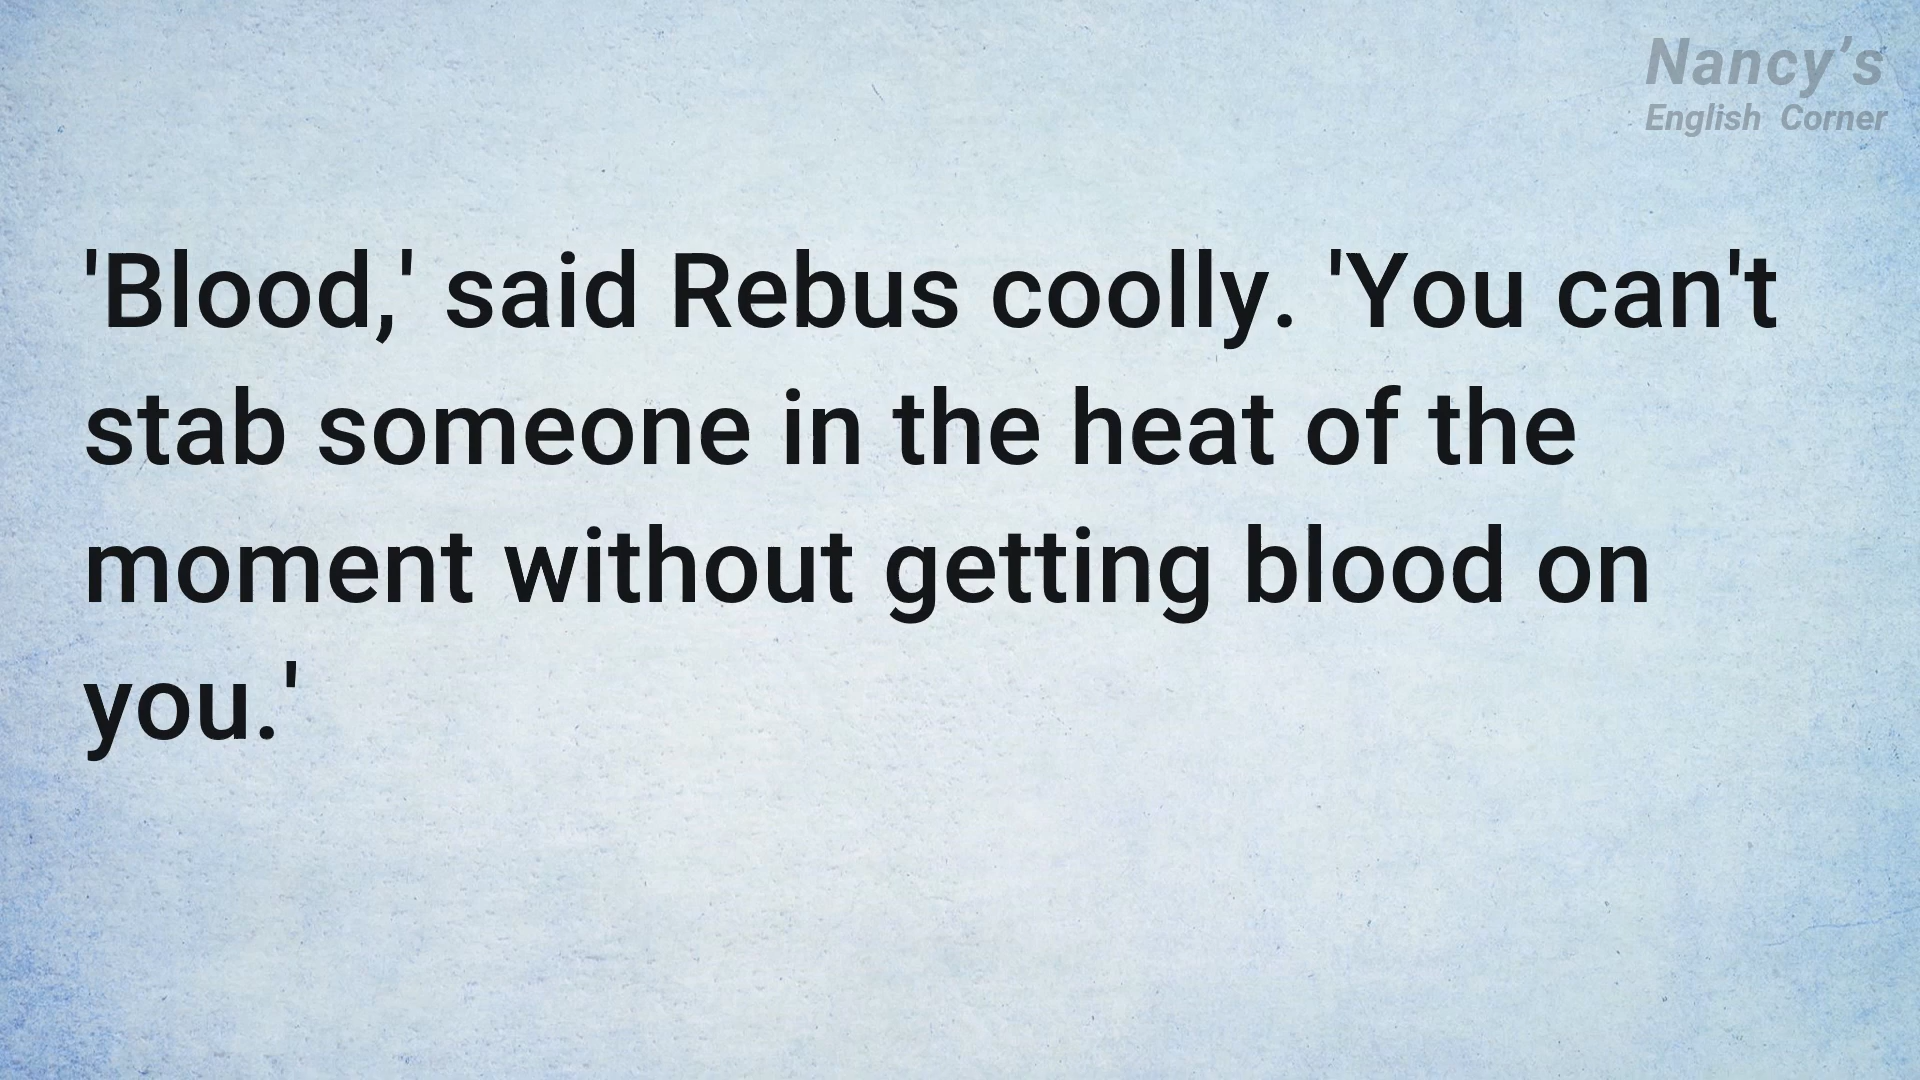 Nancy’s
English Corner
'Blood,' said Rebus coolly. 'You can't
stab someone in the heat of the
moment without getting blood on
you.'